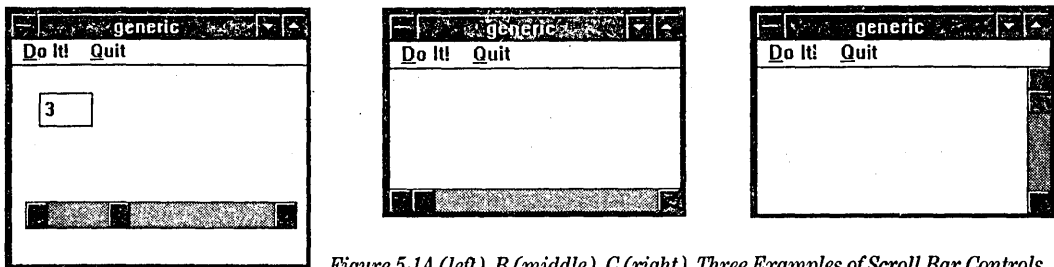 generic
Do It! Quit
3
generic
Do It! Quit
generic
Do It! Quit
Figure 5-1A (left), B (middle), C (right). Three Examples of Scroll Bar Controls